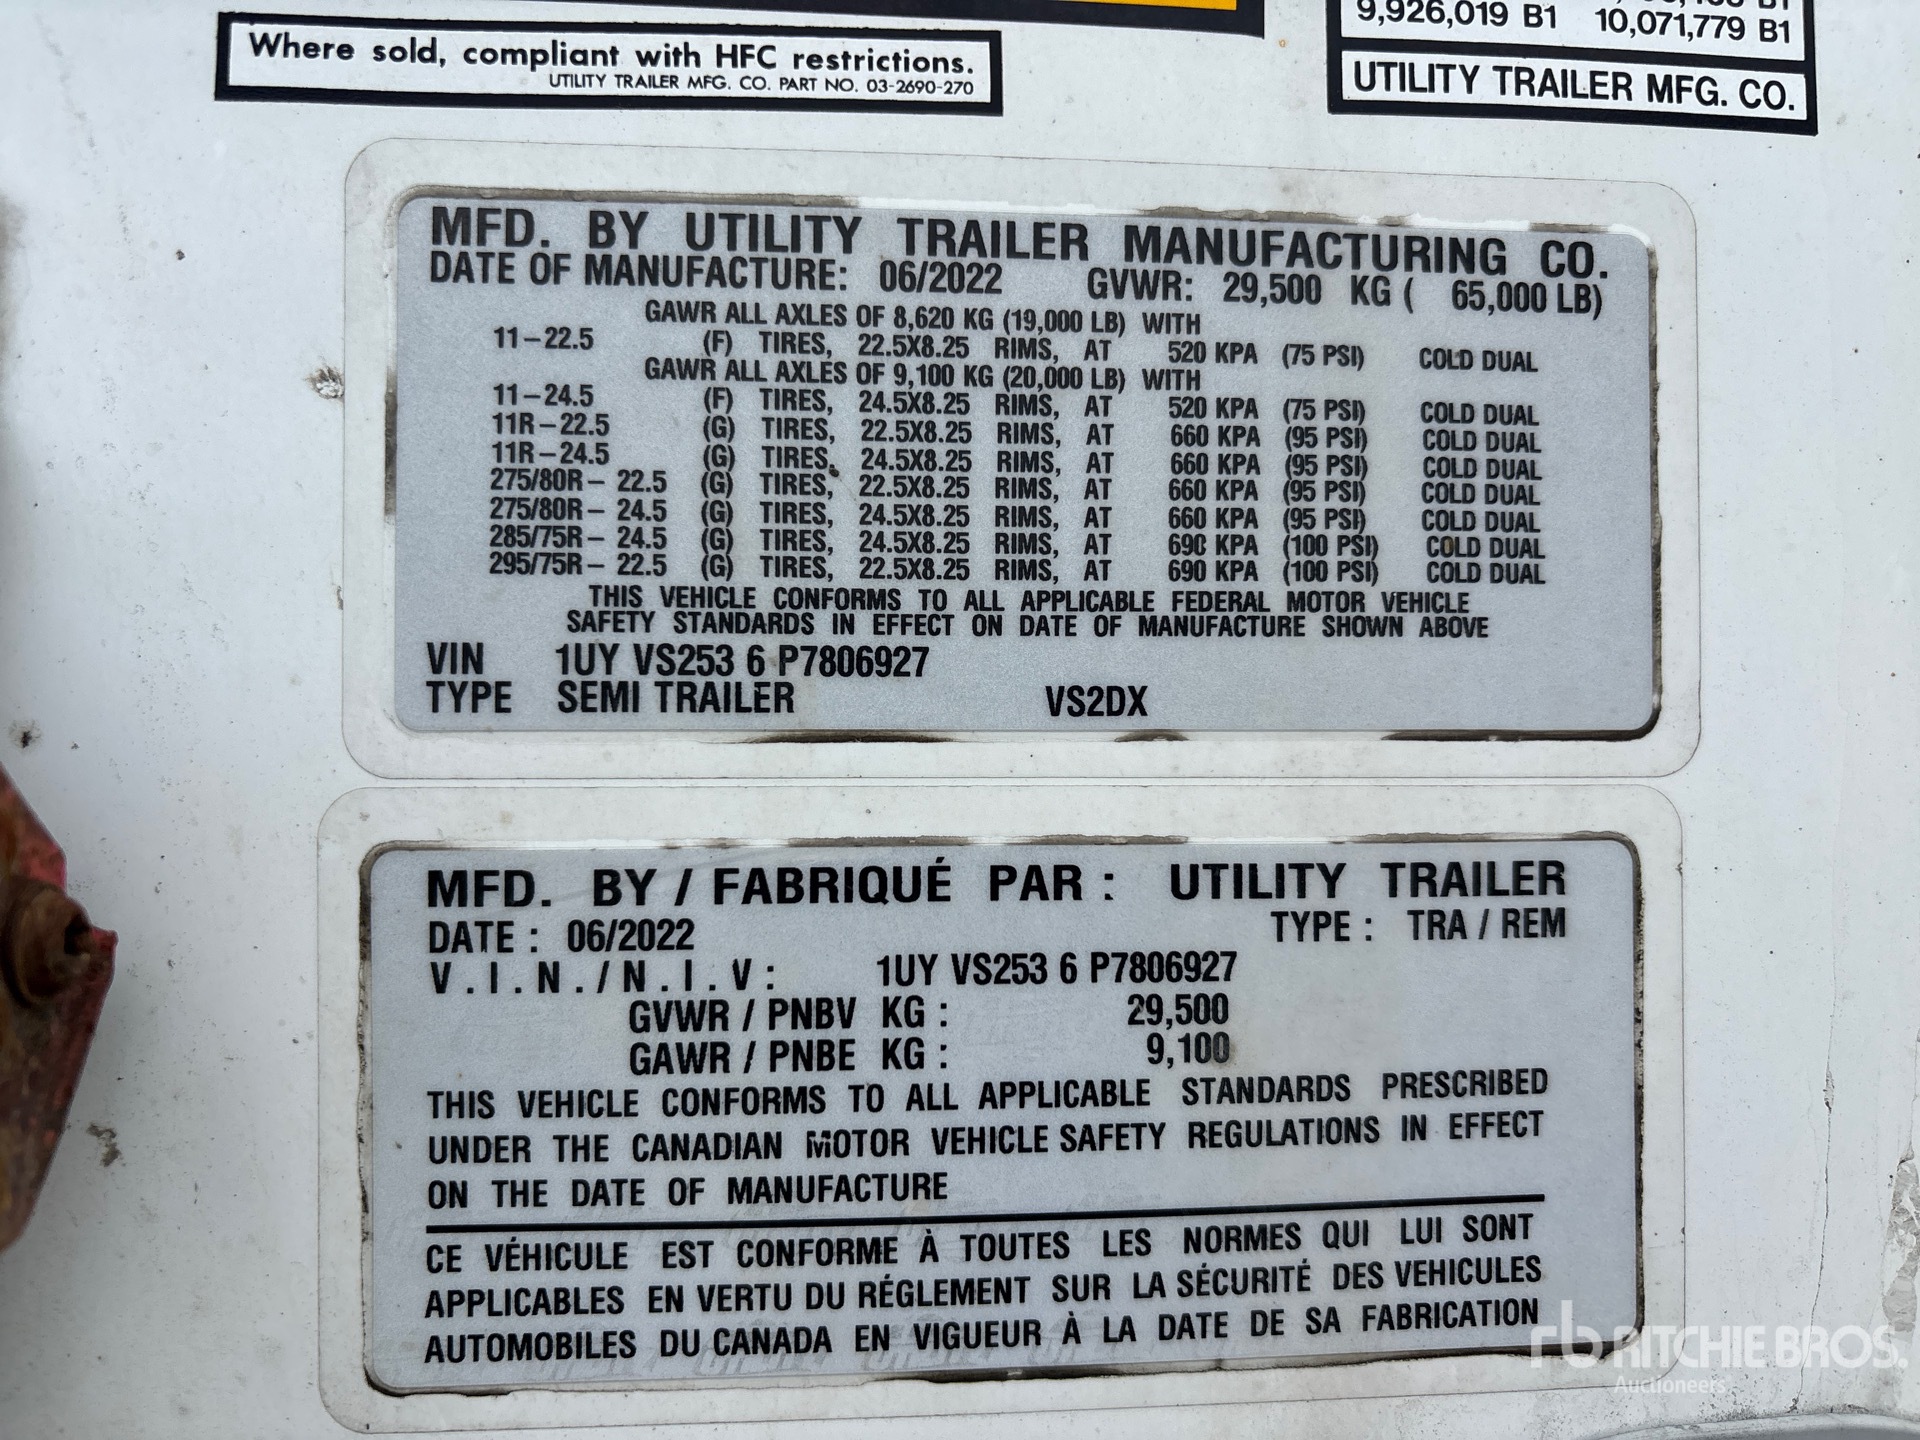 Where sold, compliant with HFC restrictions.
UTILITY TRAILER MFG. CO. PART NO. 03-2690-270
9,926,019 B1 10,071,779 B1
UTILITY TRAILER MFG. CO.
MFD. BY UTILITY TRAILER MANUFACTURING CO.
DATE OF MANUFACTURE: 06/2022 GVWR: 29,500 KG ( 65,000 LB)
GAWR ALL AXLES OF 8,620 KG (19,000 LB) WITH
11-22.5 (F) TIRES, 22.5X8.25 RIMS, AT 520 KPA (75 PSI) COLD DUAL
GAWR ALL AXLES OF 9,100 KG (20,000 LB) WITH
11-24.5 (F) TIRES, 24.5X8.25 RIMS, AT 520 KPA (75 PSI) COLD DUAL
11R-22.5 (G) TIRES, 22.5X8.25 RIMS, AT 660 KPA (95 PSI) COLD DUAL
11R-24.5 (G) TIRES, 24.5X8.25 RIMS, AT 660 KPA (95 PSI) COLD DUAL
275/80R- 22.5 (G) TIRES, 22.5X8.25 RIMS, AT 660 KPA (95 PSI) COLD DUAL
275/80R- 24.5 (G) TIRES, 24.5X8.25 RIMS, AT 660 KPA (95 PSI) COLD DUAL
285/75R- 24.5 (G) TIRES, 24.5X8.25 RIMS, AT 690 KPA (100 PSI) COLD DUAL
295/75R- 22.5 (G) TIRES, 22.5X8.25 RIMS, AT 690 KPA (100 PSI) COLD DUAL
THIS VEHICLE CONFORMS TO ALL APPLICABLE FEDERAL MOTOR VEHICLE
SAFETY STANDARDS IN EFFECT ON DATE OF MANUFACTURE SHOWN ABOVE
VIN 1UY VS253 6 P7806927
TYPE SEMI TRAILER VS2DX
MFD. BY / FABRIQUÉ PAR : UTILITY TRAILER
DATE : 06/2022 TYPE : TRA / REM
V.I.N./N.I.V: 1UY VS253 6 P7806927
GVWR / PNBV KG : 29,500
GAWR / PNBE KG : 9,100
THIS VEHICLE CONFORMS TO ALL APPLICABLE STANDARDS PRESCRIBED
UNDER THE CANADIAN MOTOR VEHICLE SAFETY REGULATIONS IN EFFECT
ON THE DATE OF MANUFACTURE
CE VÉHICULE EST CONFORME À TOUTES LES NORMES QUI LUI SONT
APPLICABLES EN VERTU DU RÉGLEMENT SUR LA SÉCURITÉ DES VEHICULES
AUTOMOBILES DU CANADA EN VIGUEUR À LA DATE DE SA FABRICATION
rb RITCHIE BROS.
Auctioneers